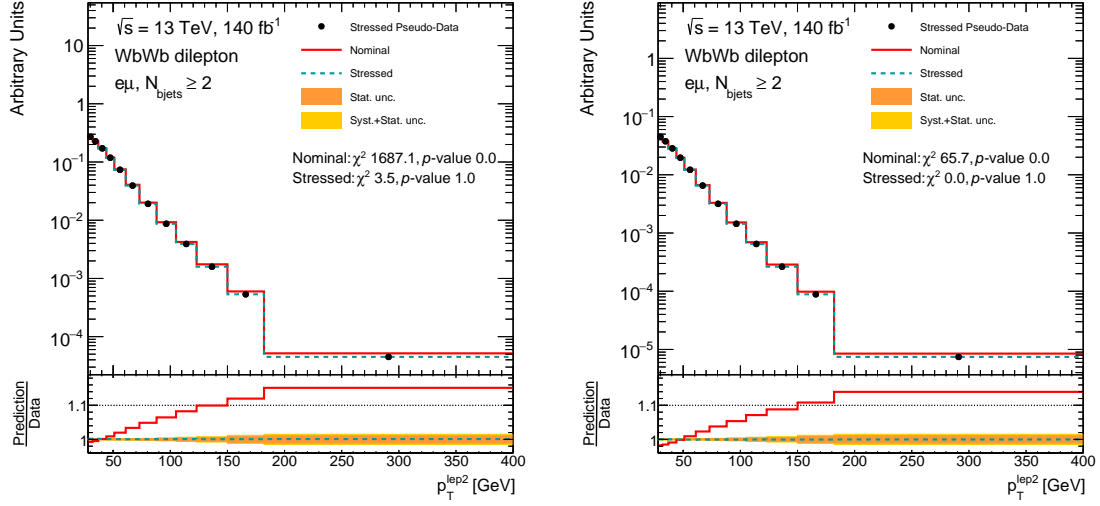 √s = 13 TeV, 140 fb⁻¹
WbWb dilepton
eμ, N_bjets ≥ 2
Stressed Pseudo-Data
Nominal
Stressed
Stat. unc.
Syst.+Stat. unc.
Nominal: χ² 1687.1, p-value 0.0
Stressed: χ² 3.5, p-value 1.0
Arbitrary Units
10
1
10⁻¹
10⁻²
10⁻³
10⁻⁴
Prediction
Data
1.1
1
50 100 150 200 250 300 350 400
p_T^lep2 [GeV]
√s = 13 TeV, 140 fb⁻¹
WbWb dilepton
eμ, N_bjets ≥ 2
Stressed Pseudo-Data
Nominal
Stressed
Stat. unc.
Syst.+Stat. unc.
Nominal: χ² 65.7, p-value 0.0
Stressed: χ² 0.0, p-value 1.0
Arbitrary Units
1
10⁻¹
10⁻²
10⁻³
10⁻⁴
10⁻⁵
Prediction
Data
1.1
1
50 100 150 200 250 300 350 400
p_T^lep2 [GeV]